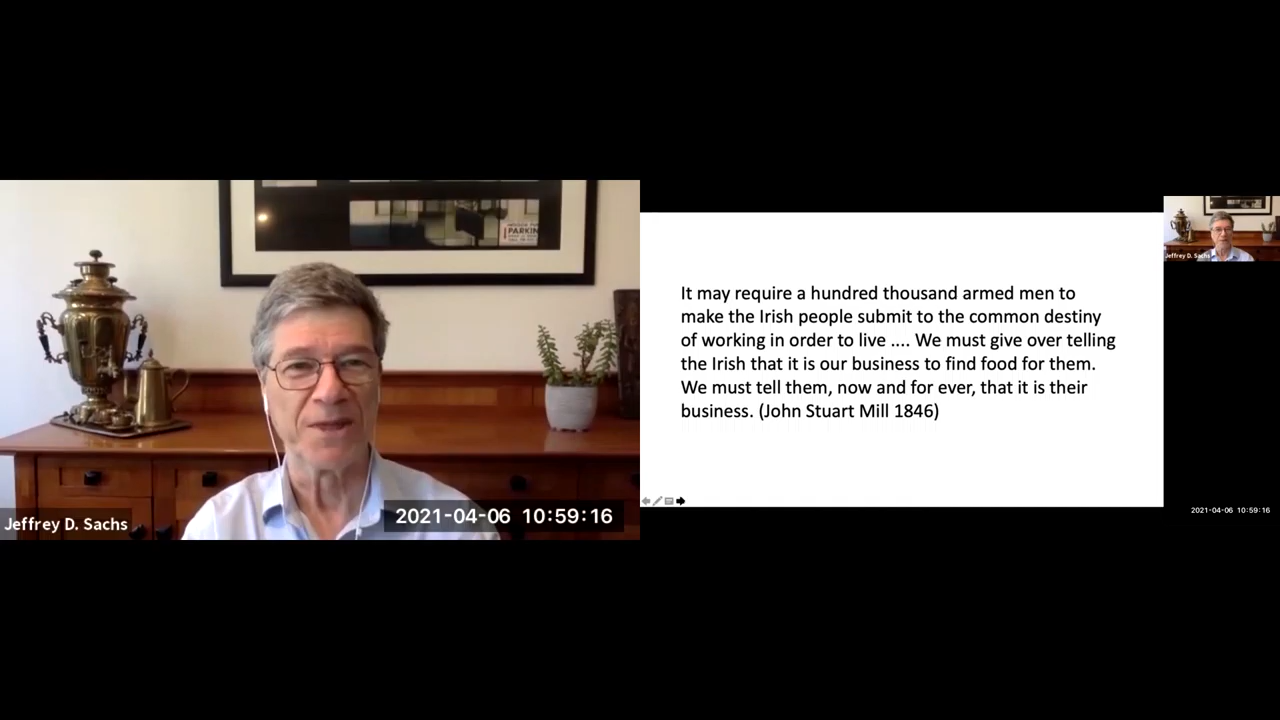 PARKIN
Jeffrey D. Sachs
2021-04-06 10:59:16
It may require a hundred thousand armed men to
make the Irish people submit to the common destiny
of working in order to live .... We must give over telling
the Irish that it is our business to find food for them.
We must tell them, now and for ever, that it is their
business. (John Stuart Mill 1846)
Jeffrey D. Sachs
2021-04-06 10:59:16